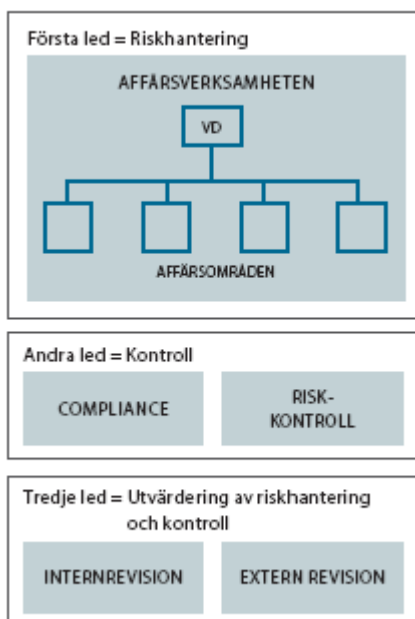 Första led = Riskhantering
AFFÄRSVERKSAMHETEN
VD
AFFÄRSOMRÅDEN
Andra led = Kontroll
COMPLIANCE
RISK-
KONTROLL
Tredje led = Utvärdering av riskhantering
och kontroll
INTERNREVISION
EXTERN REVISION